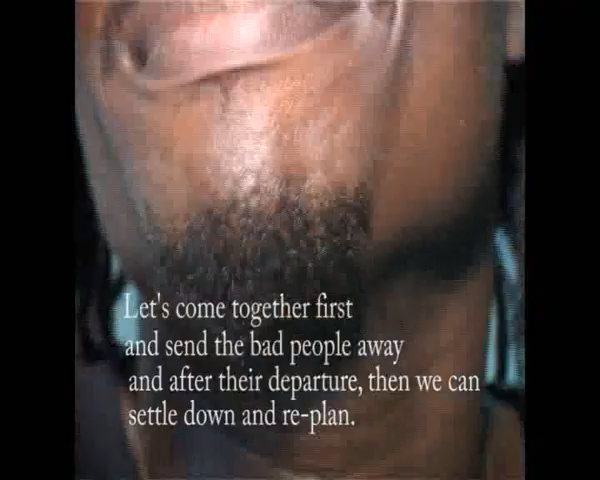 Let's come together first
and send the bad people away
and after their departure, then we can
settle down and re-plan.